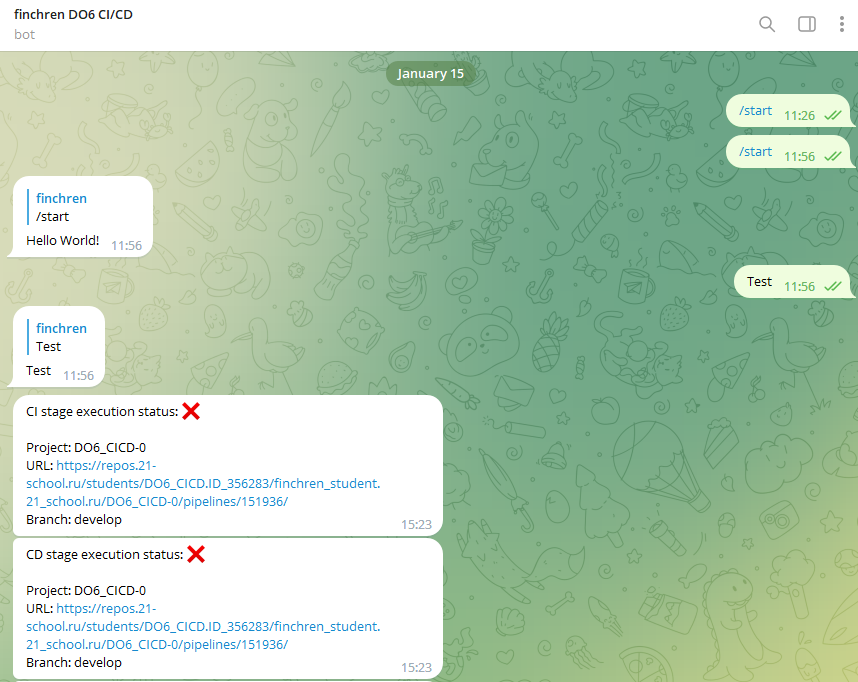 finchren DO6 CI/CD
bot
January 15
/start 11:26
/start 11:56
finchren
/start
Hello World! 11:56
Test 11:56
finchren
Test
Test 11:56
CI stage execution status: ❌
Project: DO6_CICD-0
URL: https://repos.21-
school.ru/students/DO6_CICD.ID_356283/finchren_student.
21_school.ru/DO6_CICD-0/pipelines/151936/
Branch: develop
15:23
CD stage execution status: ❌
Project: DO6_CICD-0
URL: https://repos.21-
school.ru/students/DO6_CICD.ID_356283/finchren_student.
21_school.ru/DO6_CICD-0/pipelines/151936/
Branch: develop
15:23